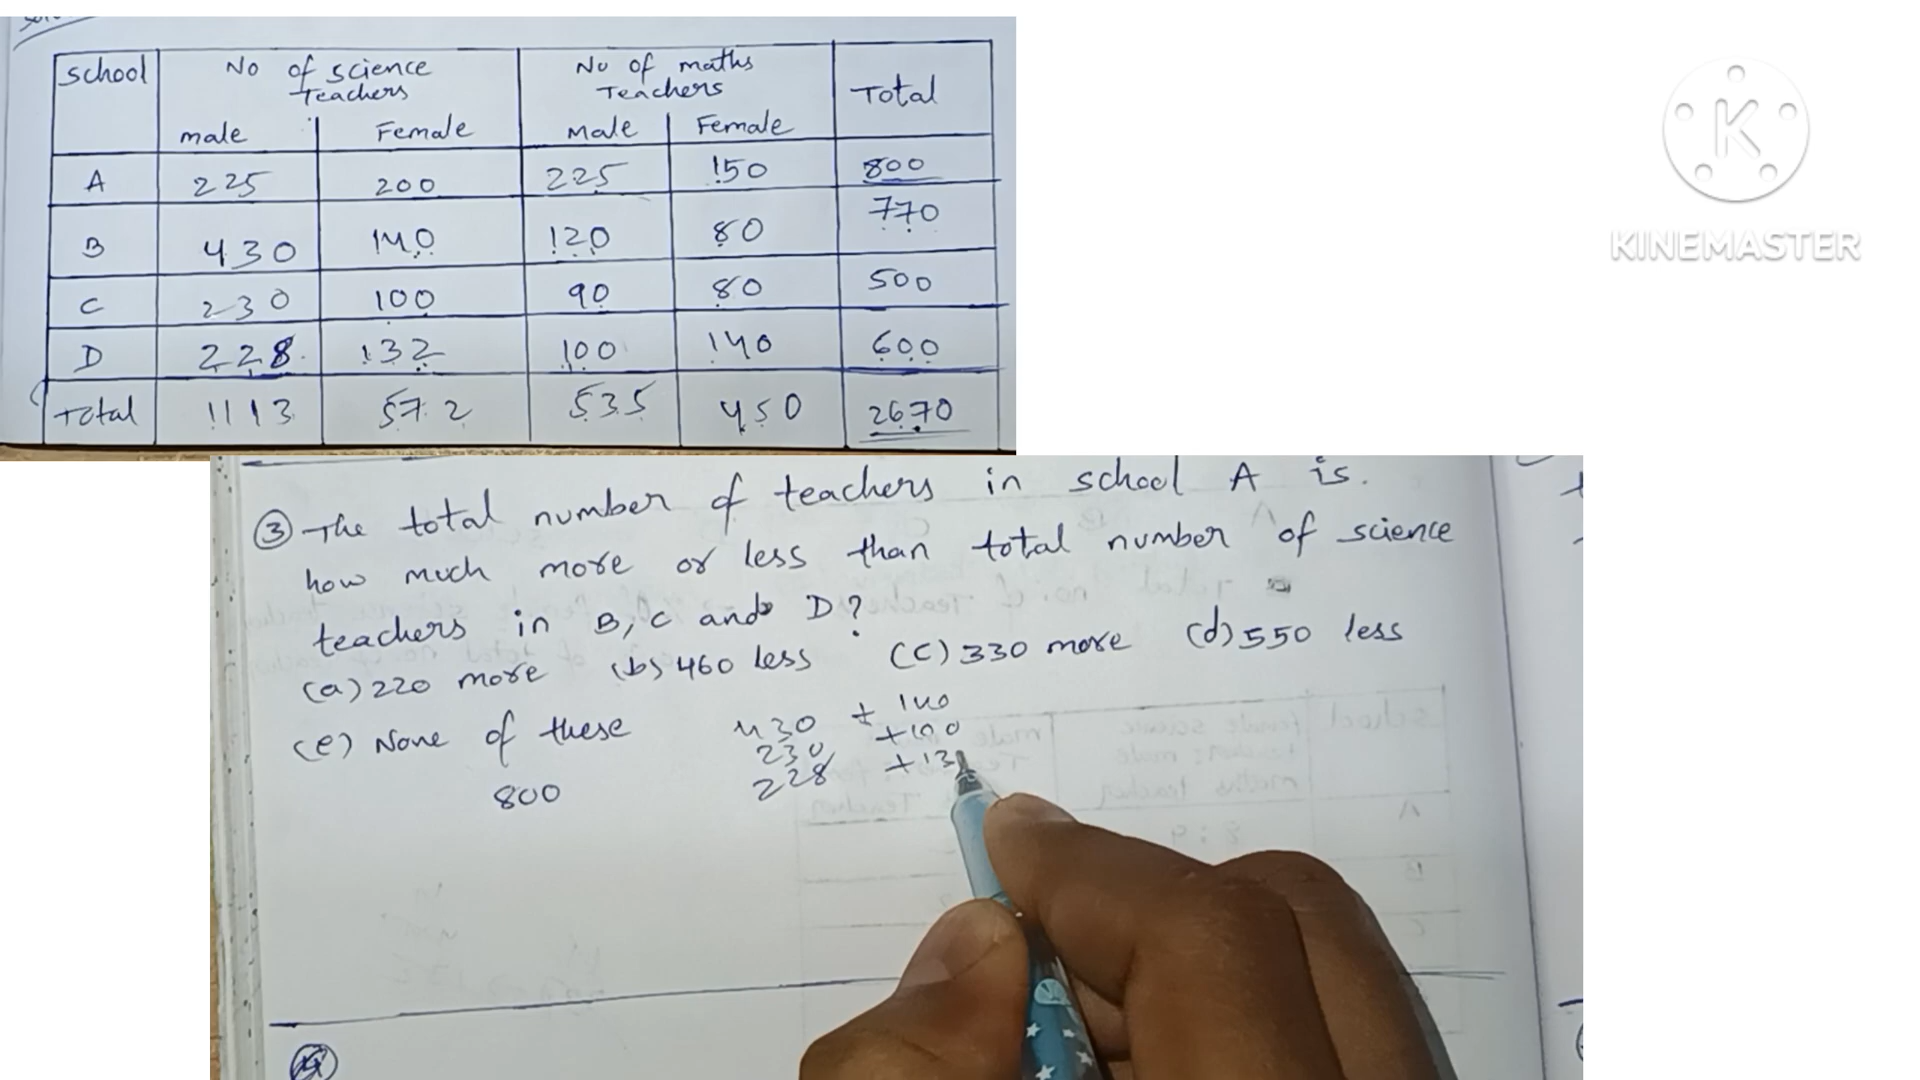 School No of science Teachers No of maths Teachers Total
male Female Male Female
A 225 200 225 150 800
B 430 140 120 80 770
C 230 100 90 80 500
D 228 132 100 140 600
Total 1113 572 535 450 2670
KINEMASTER
③ The total number of teachers in school A is.
how much more or less than total number of science
teachers in B, C and D?
(a) 220 more (b) 460 less (C) 330 more (d) 550 less
(e) None of these
430 + 140
230 +100
228 +13
800